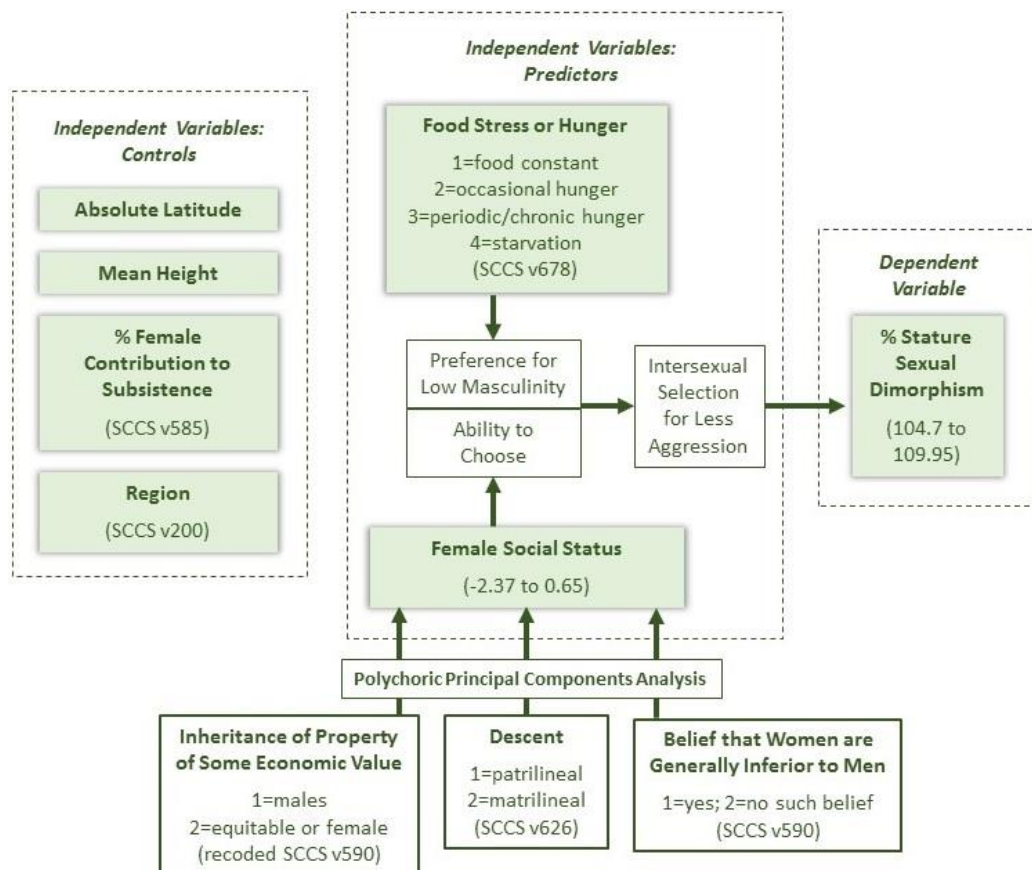 Independent Variables:
Controls
Absolute Latitude
Mean Height
% Female
Contribution to
Subsistence
(SCCS v585)
Region
(SCCS v200)
Independent Variables:
Predictors
Food Stress or Hunger
1=food constant
2=occasional hunger
3=periodic/chronic hunger
4=starvation
(SCCS v678)
Preference for
Low Masculinity
Ability to
Choose
Intersexual
Selection
for Less
Aggression
Female Social Status
(-2.37 to 0.65)
Dependent
Variable
% Stature
Sexual
Dimorphism
(104.7 to
109.95)
Polychoric Principal Components Analysis
Inheritance of Property
of Some Economic Value
1=males
2=equitable or female
(recoded SCCS v590)
Descent
1=patrilineal
2=matrilineal
(SCCS v626)
Belief that Women are
Generally Inferior to Men
1=yes; 2=no such belief
(SCCS v590)